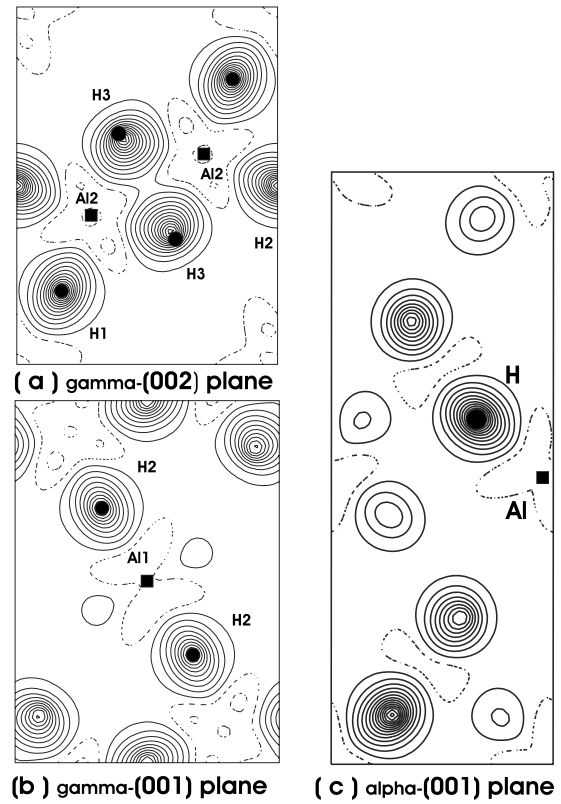 H3
Al2
Al2
H2
H3
H1
( a ) gamma-(002) plane
H2
Al1
H2
(b) gamma-(001) plane
H
Al
( c ) alpha-(001) plane